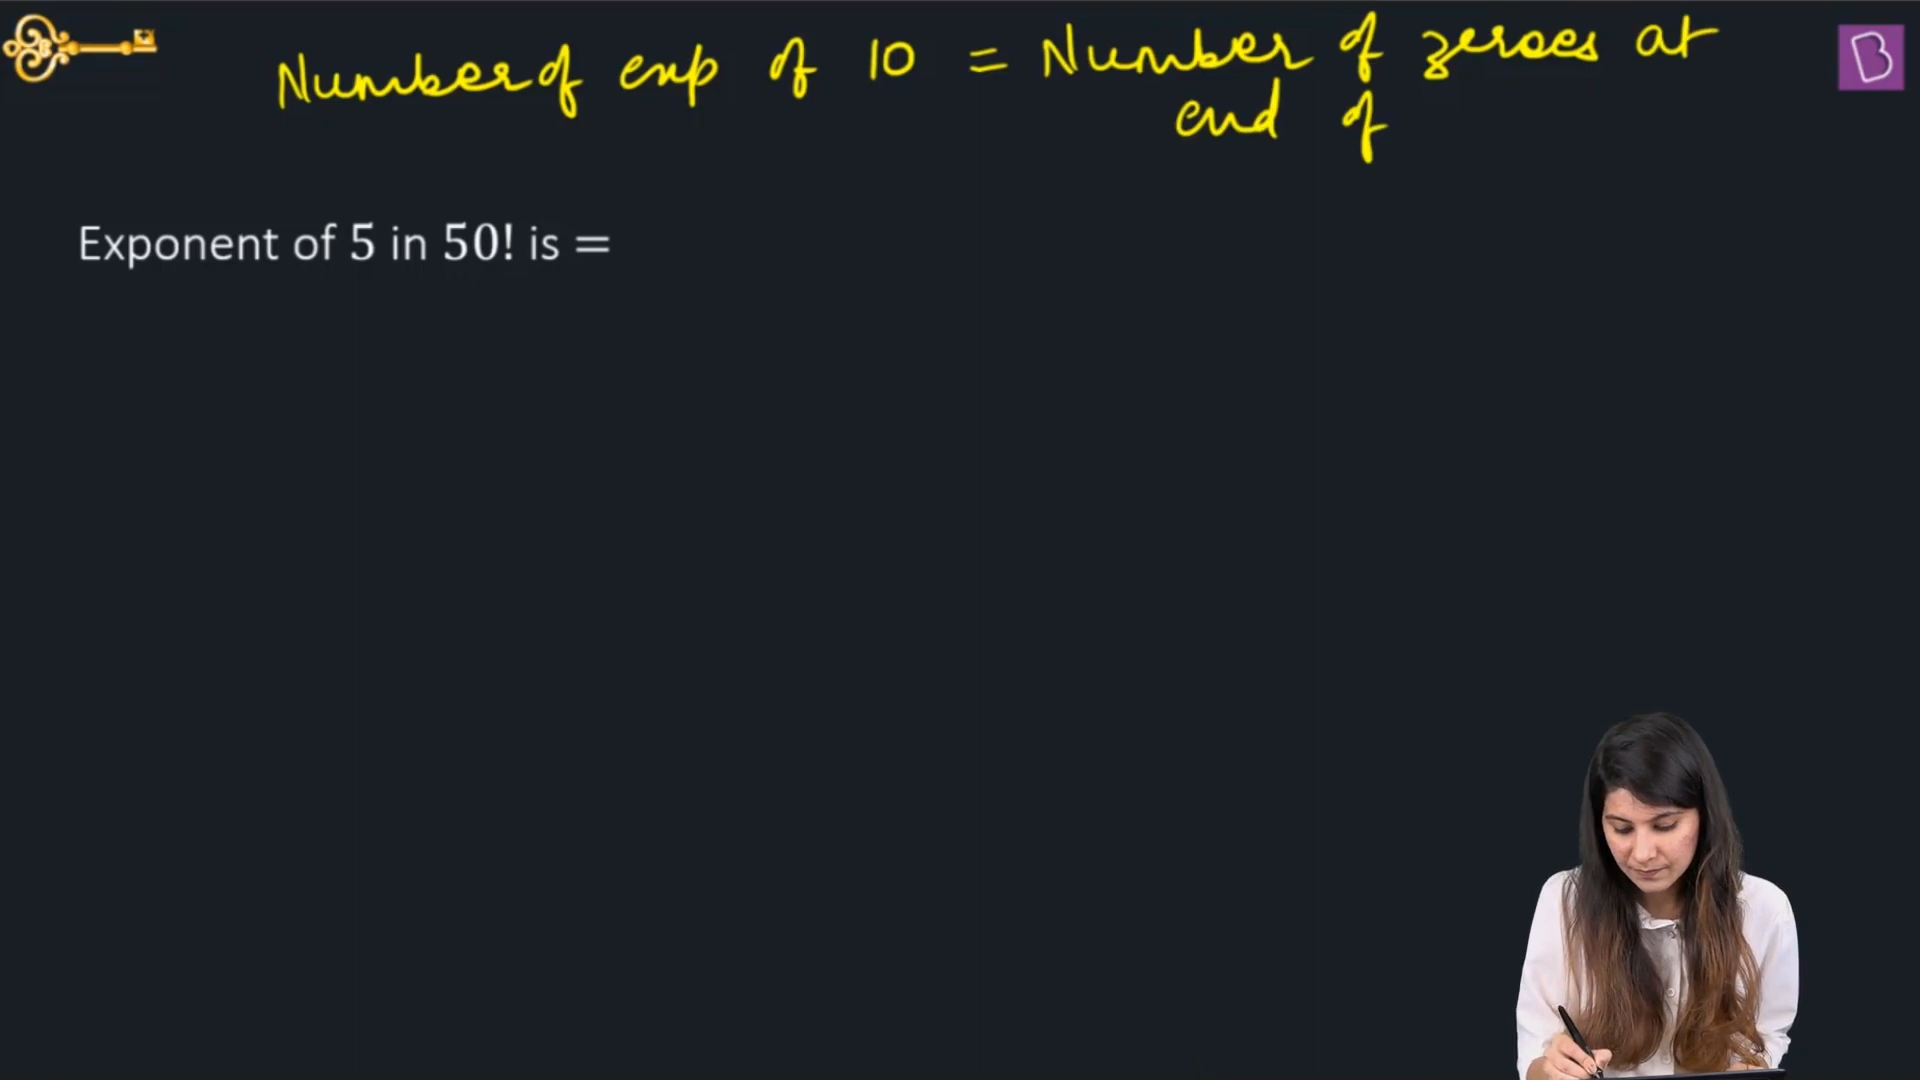 Number of exp of 10 = Number of zeroes at
end of
B
Exponent of 5 in 50! is =